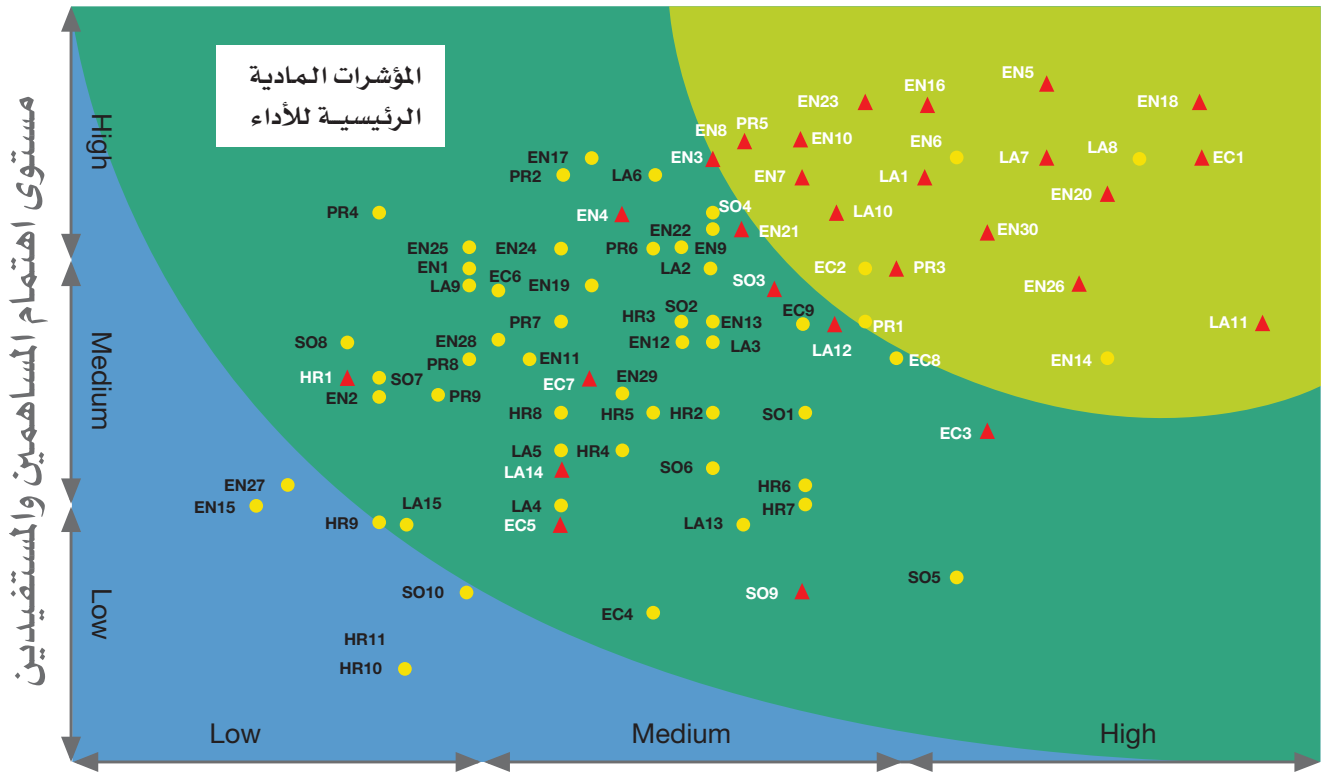 المؤشرات المادية
الرئيسية للأداء
مستوى اهتمام المساهمين والمستفيدين
High
Medium
Low
Low
Medium
High
EN5
EN16
EN23
EN18
EN8
PR5
EN10
EN6
LA8
EN17
EN3
LA7
EC1
PR2
LA6
EN7
LA1
EN20
PR4
EN4
SO4
LA10
EN22
EN21
EN30
EN25
EN24
PR6
EN9
EN1
LA2
EC2
PR3
EC6
LA9
EN19
SO3
EN26
SO2
EC9
PR7
HR3
EN13
PR1
LA11
SO8
EN28
EN12
LA3
LA12
PR8
EN11
EC8
EN14
HR1
SO7
EC7
EN29
EN2
PR9
HR8
HR5
HR2
SO1
EC3
LA5
HR4
LA14
SO6
EN27
HR6
EN15
LA15
LA4
HR7
HR9
EC5
LA13
SO5
SO10
SO9
EC4
HR11
HR10